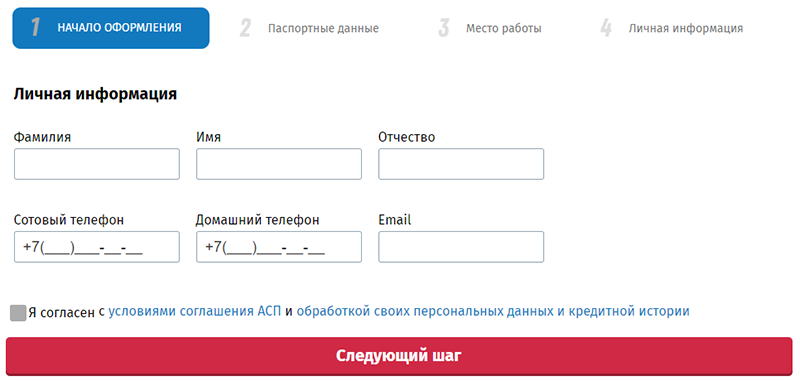 1 НАЧАЛО ОФОРМЛЕНИЯ 2 Паспортные данные 3 Место работы 4 Личная информация
Личная информация
Фамилия Имя Отчество
Сотовый телефон Домашний телефон Email
+7(___)___-__-__ +7(___)___-__-__
Я согласен с условиями соглашения АСП и обработкой своих персональных данных и кредитной истории
Следующий шаг